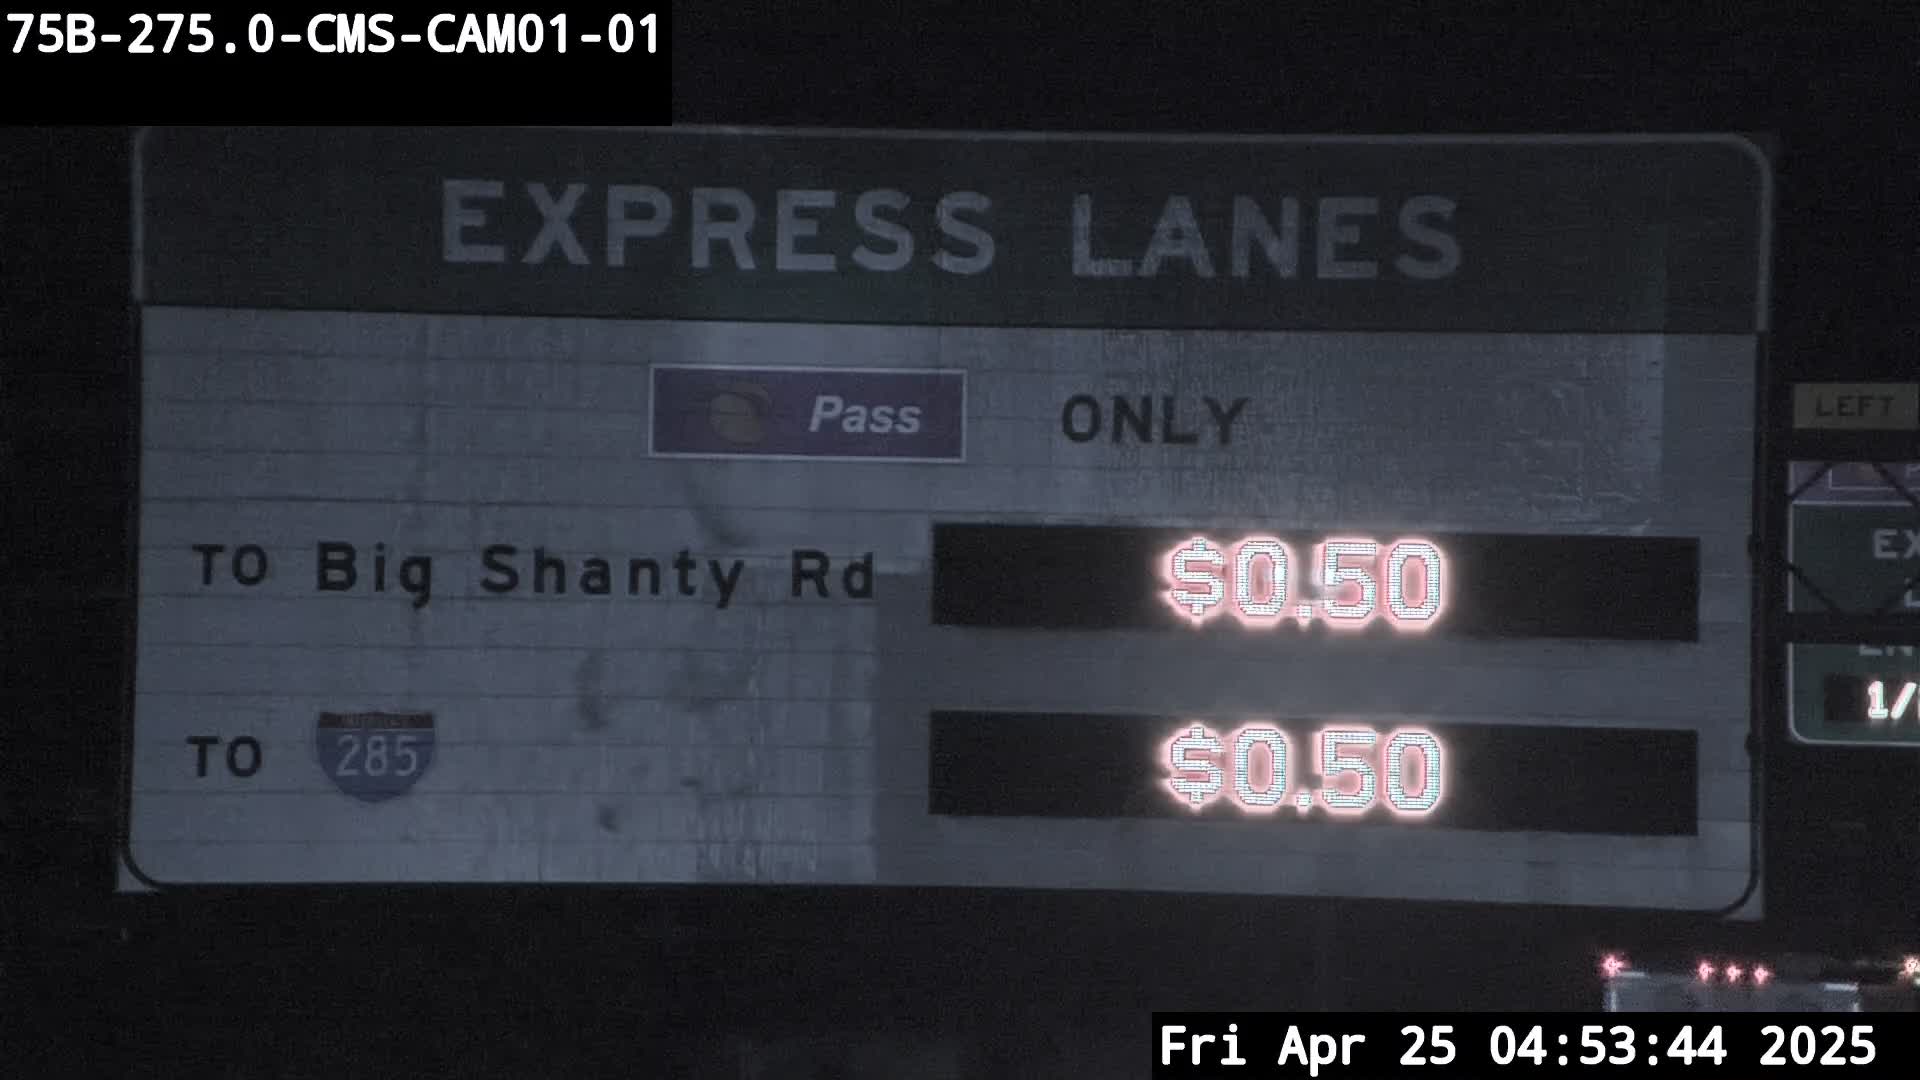 75B-275.0-CMS-CAM01-01
EXPRESS LANES
Pass ONLY
TO Big Shanty Rd $0.50
TO 285 $0.50
LEFT
1/
Fri Apr 25 04:53:44 2025